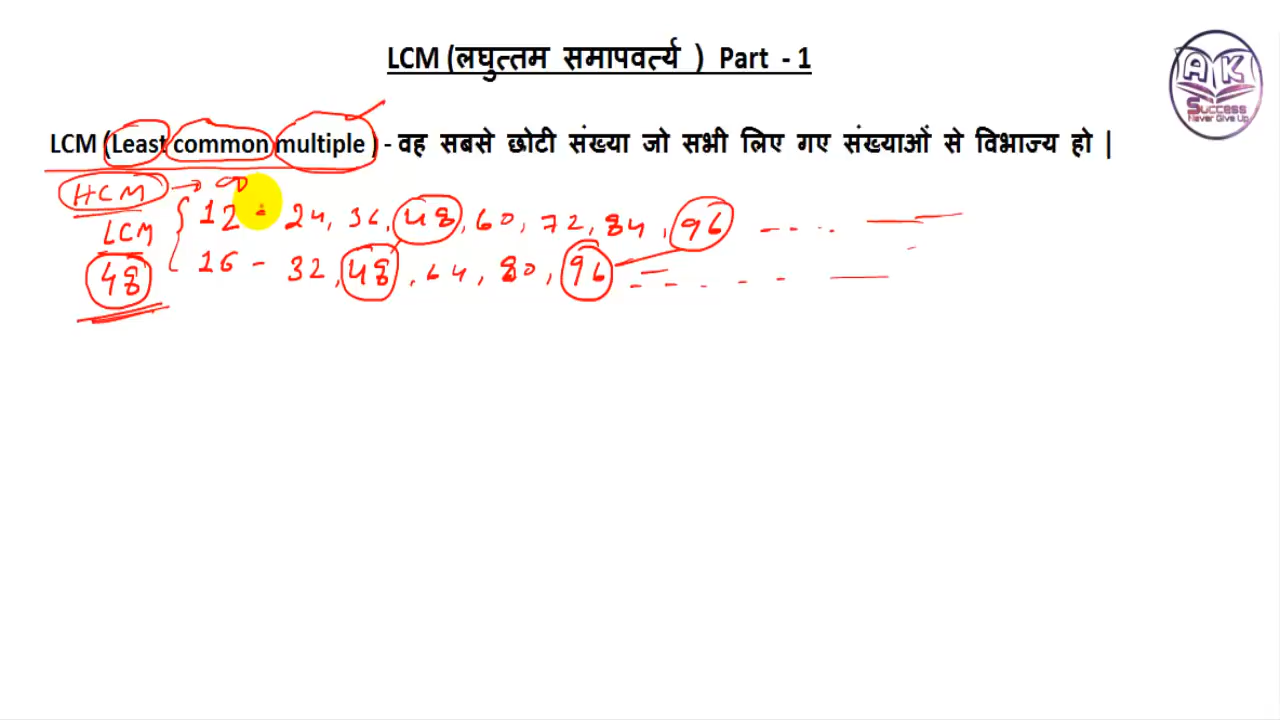 LCM (लघुत्तम समापवर्त्य ) Part - 1
AK
Success
Never Give Up
LCM (Least common multiple ) - वह सबसे छोटी संख्या जो सभी लिए गए संख्याओं से विभाज्य हो |
HCM → ∞
12 - 24, 36, 48, 60, 72, 84, 96 - - - -
LCM
16 - 32, 48, 64, 80, 96 - - - - -
48